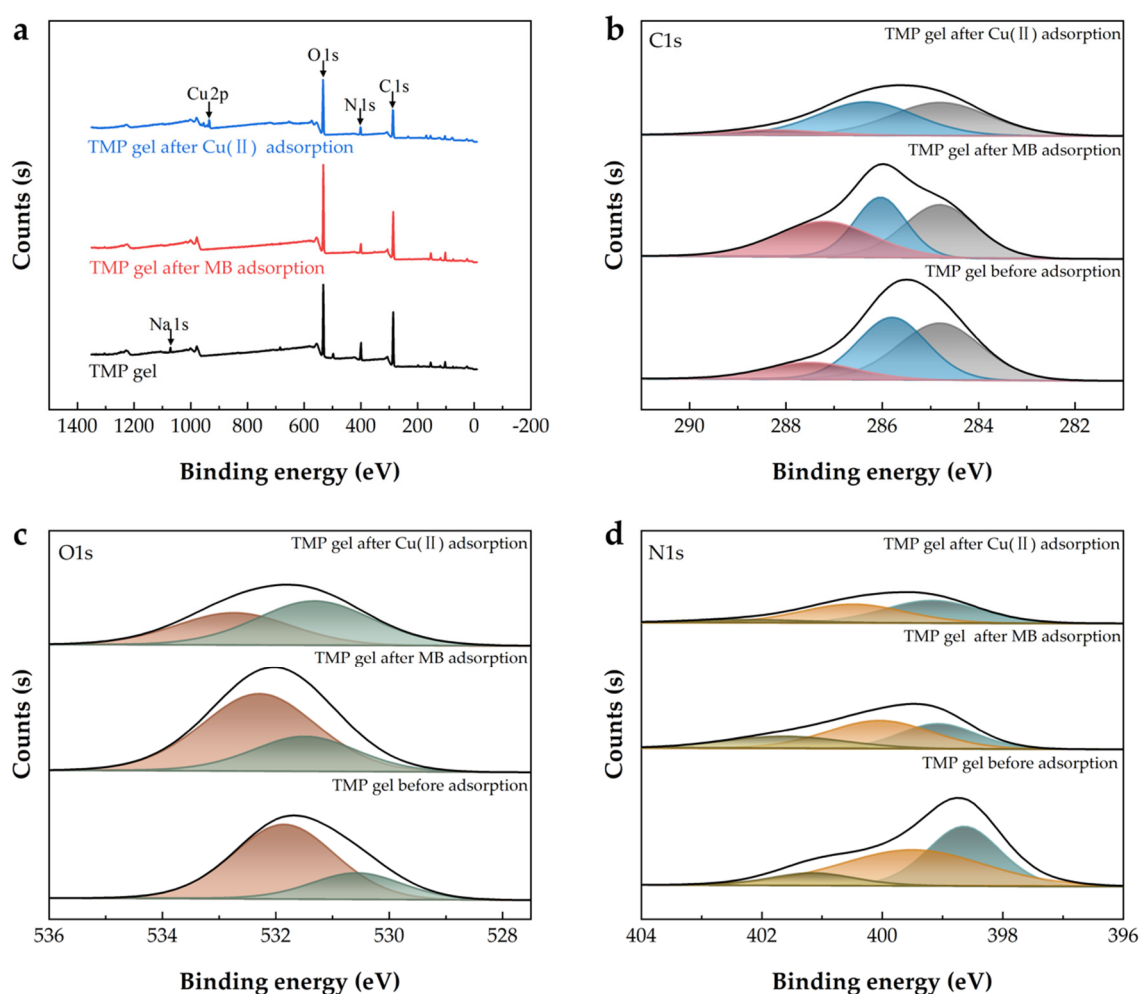 a
O1s
C1s
Cu2p
N1s
TMP gel after Cu(Ⅱ) adsorption
TMP gel after MB adsorption
Na1s
TMP gel
Counts (s)
1400 1200 1000 800 600 400 200 0 -200
Binding energy (eV)
b
C1s
TMP gel after Cu(Ⅱ) adsorption
TMP gel after MB adsorption
TMP gel before adsorption
Counts (s)
290 288 286 284 282
Binding energy (eV)
c
O1s
TMP gel after Cu(Ⅱ) adsorption
TMP gel after MB adsorption
TMP gel before adsorption
Counts (s)
536 534 532 530 528
Binding energy (eV)
d
N1s
TMP gel after Cu(Ⅱ) adsorption
TMP gel after MB adsorption
TMP gel before adsorption
Counts (s)
404 402 400 398 396
Binding energy (eV)